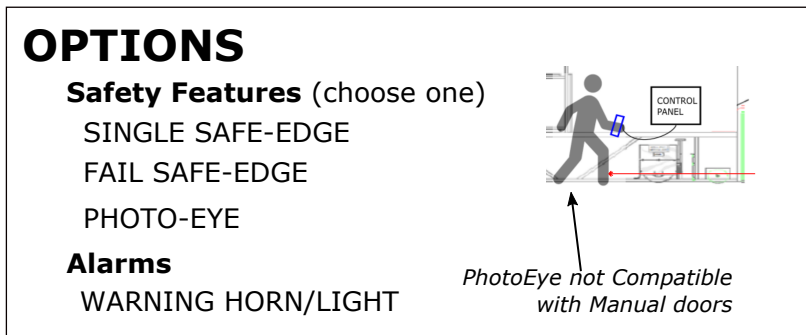 OPTIONS
Safety Features (choose one)
SINGLE SAFE-EDGE
FAIL SAFE-EDGE
PHOTO-EYE
Alarms
WARNING HORN/LIGHT
CONTROL
PANEL
PhotoEye not Compatible
with Manual doors